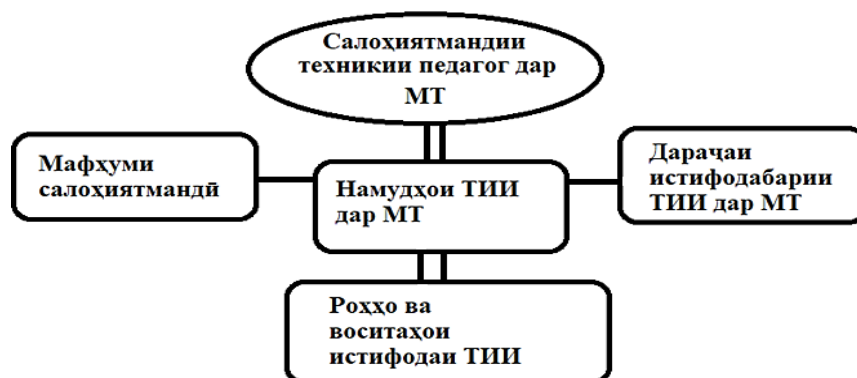 Салоҳиятмандии
техникии педагог дар
МТ
Мафҳуми
салоҳиятмандӣ
Намудҳои ТИИ
дар МТ
Дараҷаи
истифодабарии
ТИИ дар МТ
Роҳҳо ва
воситаҳои
истифодаи ТИИ